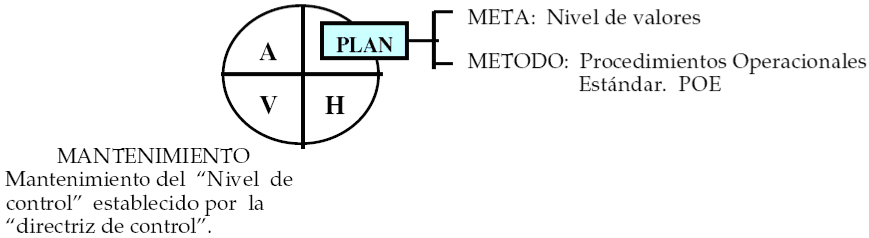 META: Nivel de valores
A
PLAN
METODO: Procedimientos Operacionales
Estándar. POE
V
H
MANTENIMIENTO
Mantenimiento del "Nivel de
control" establecido por la
"directriz de control".